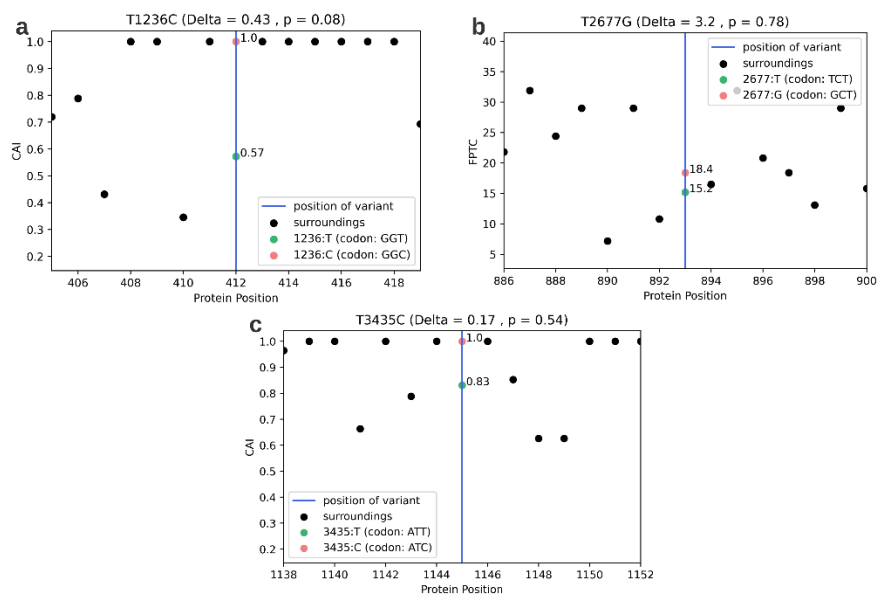 a
T1236C (Delta = 0.43 , p = 0.08)
1.0
0.9
0.8
0.7
0.6
0.5
0.4
0.3
0.2
CAI
1.0
0.57
position of variant
surroundings
1236:T (codon: GGT)
1236:C (codon: GGC)
406 408 410 412 414 416 418
Protein Position
b
T2677G (Delta = 3.2 , p = 0.78)
40
35
30
25
20
15
10
5
FPTC
position of variant
surroundings
2677:T (codon: TCT)
2677:G (codon: GCT)
18.4
15.2
886 888 890 892 894 896 898 900
Protein Position
c
T3435C (Delta = 0.17 , p = 0.54)
1.0
0.9
0.8
0.7
0.6
0.5
0.4
0.3
0.2
CAI
1.0
0.83
position of variant
surroundings
3435:T (codon: ATT)
3435:C (codon: ATC)
1138 1140 1142 1144 1146 1148 1150 1152
Protein Position